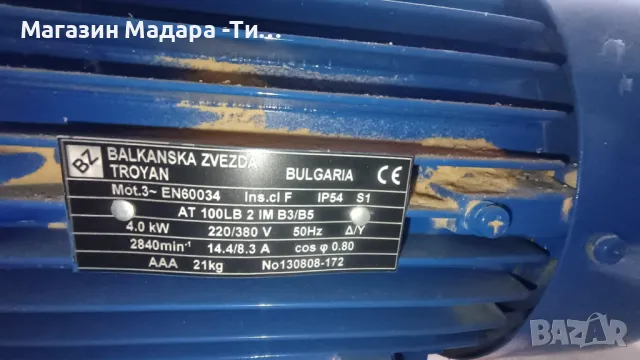 Магазин Мадара -Ти...
BZ
BALKANSKA ZVEZDA
TROYAN
BULGARIA
CE
Mot.3~ EN60034 Ins.cl F IP54 S1
AT 100LB 2 IM B3/B5
4.0 kW 220/380 V 50Hz Δ/Y
2840min⁻¹ 14.4/8.3 A cos φ 0.80
AAA 21kg No130808-172
BAZAR
bg